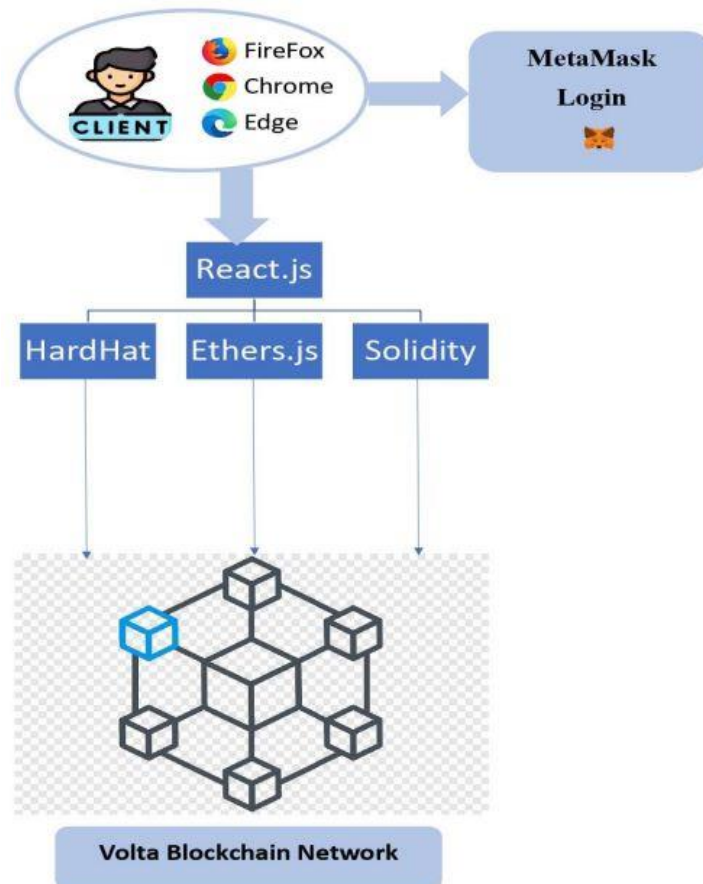 FireFox
Chrome
Edge
CLIENT
MetaMask
Login
React.js
HardHat
Ethers.js
Solidity
Volta Blockchain Network